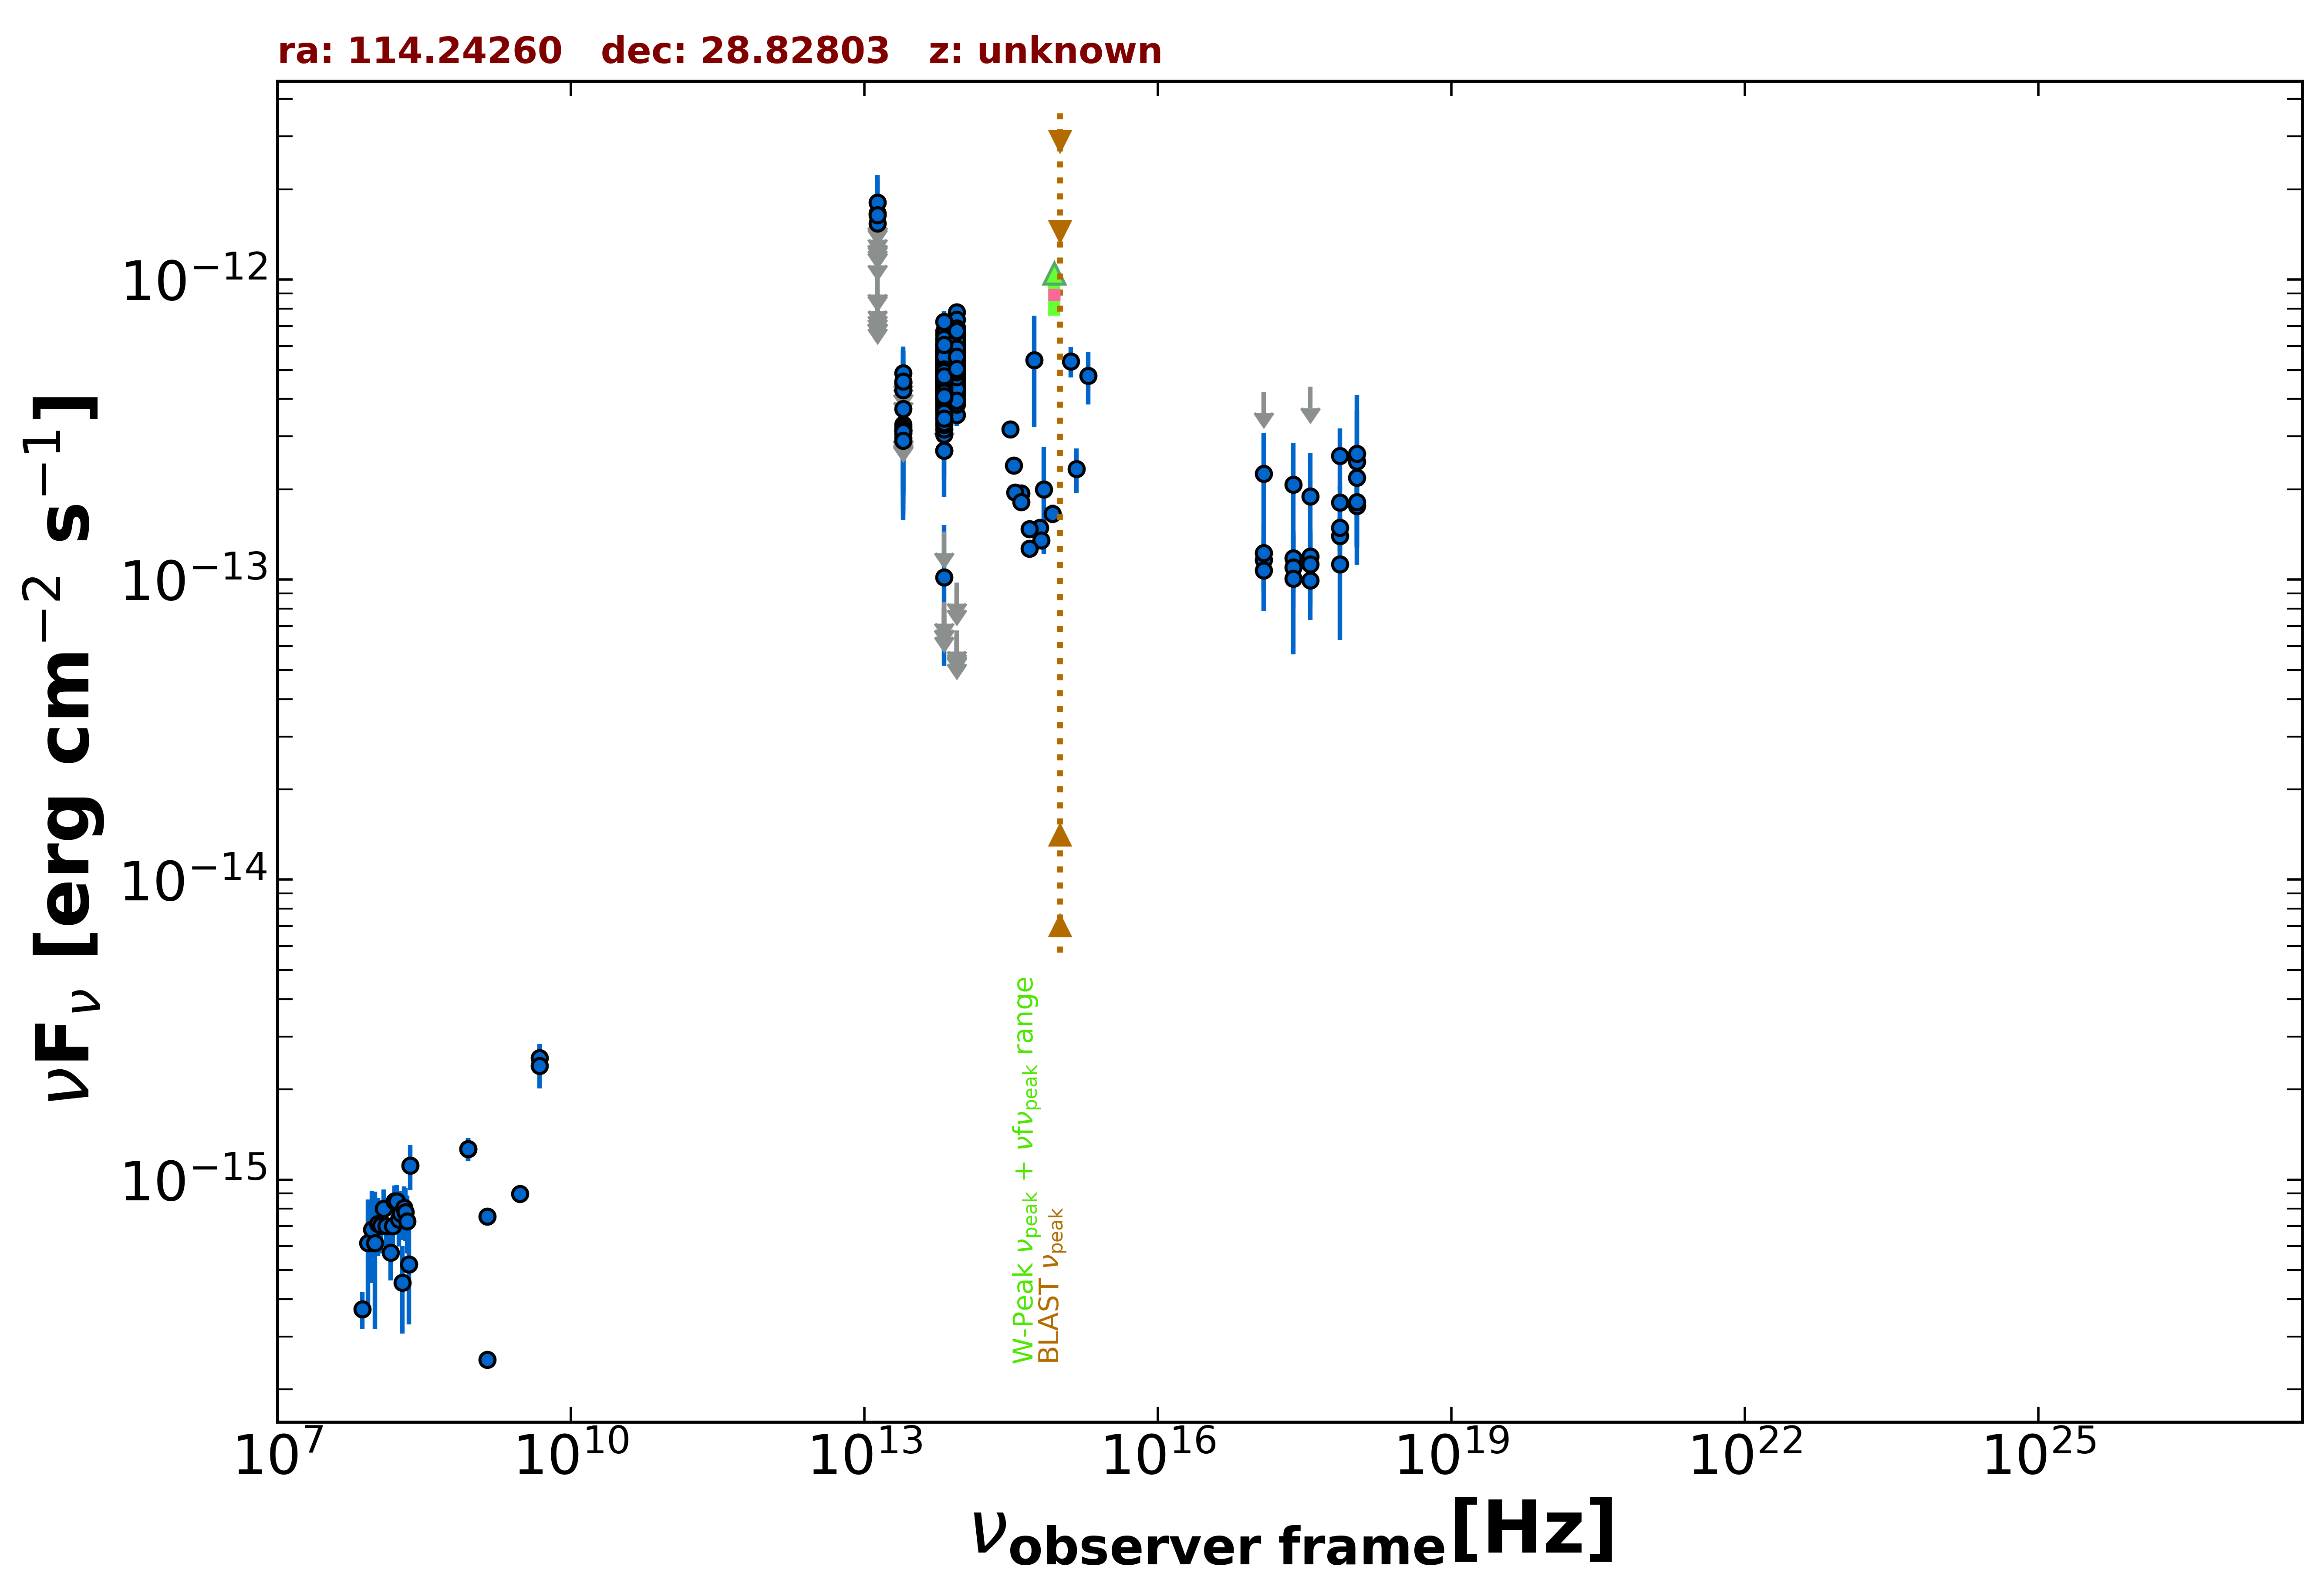 ra: 114.24260   dec: 28.82803   z: unknown
νFν [erg cm−2 s−1]
10−12
10−13
10−14
10−15
W-Peak νpeak + νfνpeak range
BLAST νpeak
107 1010 1013 1016 1019 1022 1025
νobserver frame[Hz]